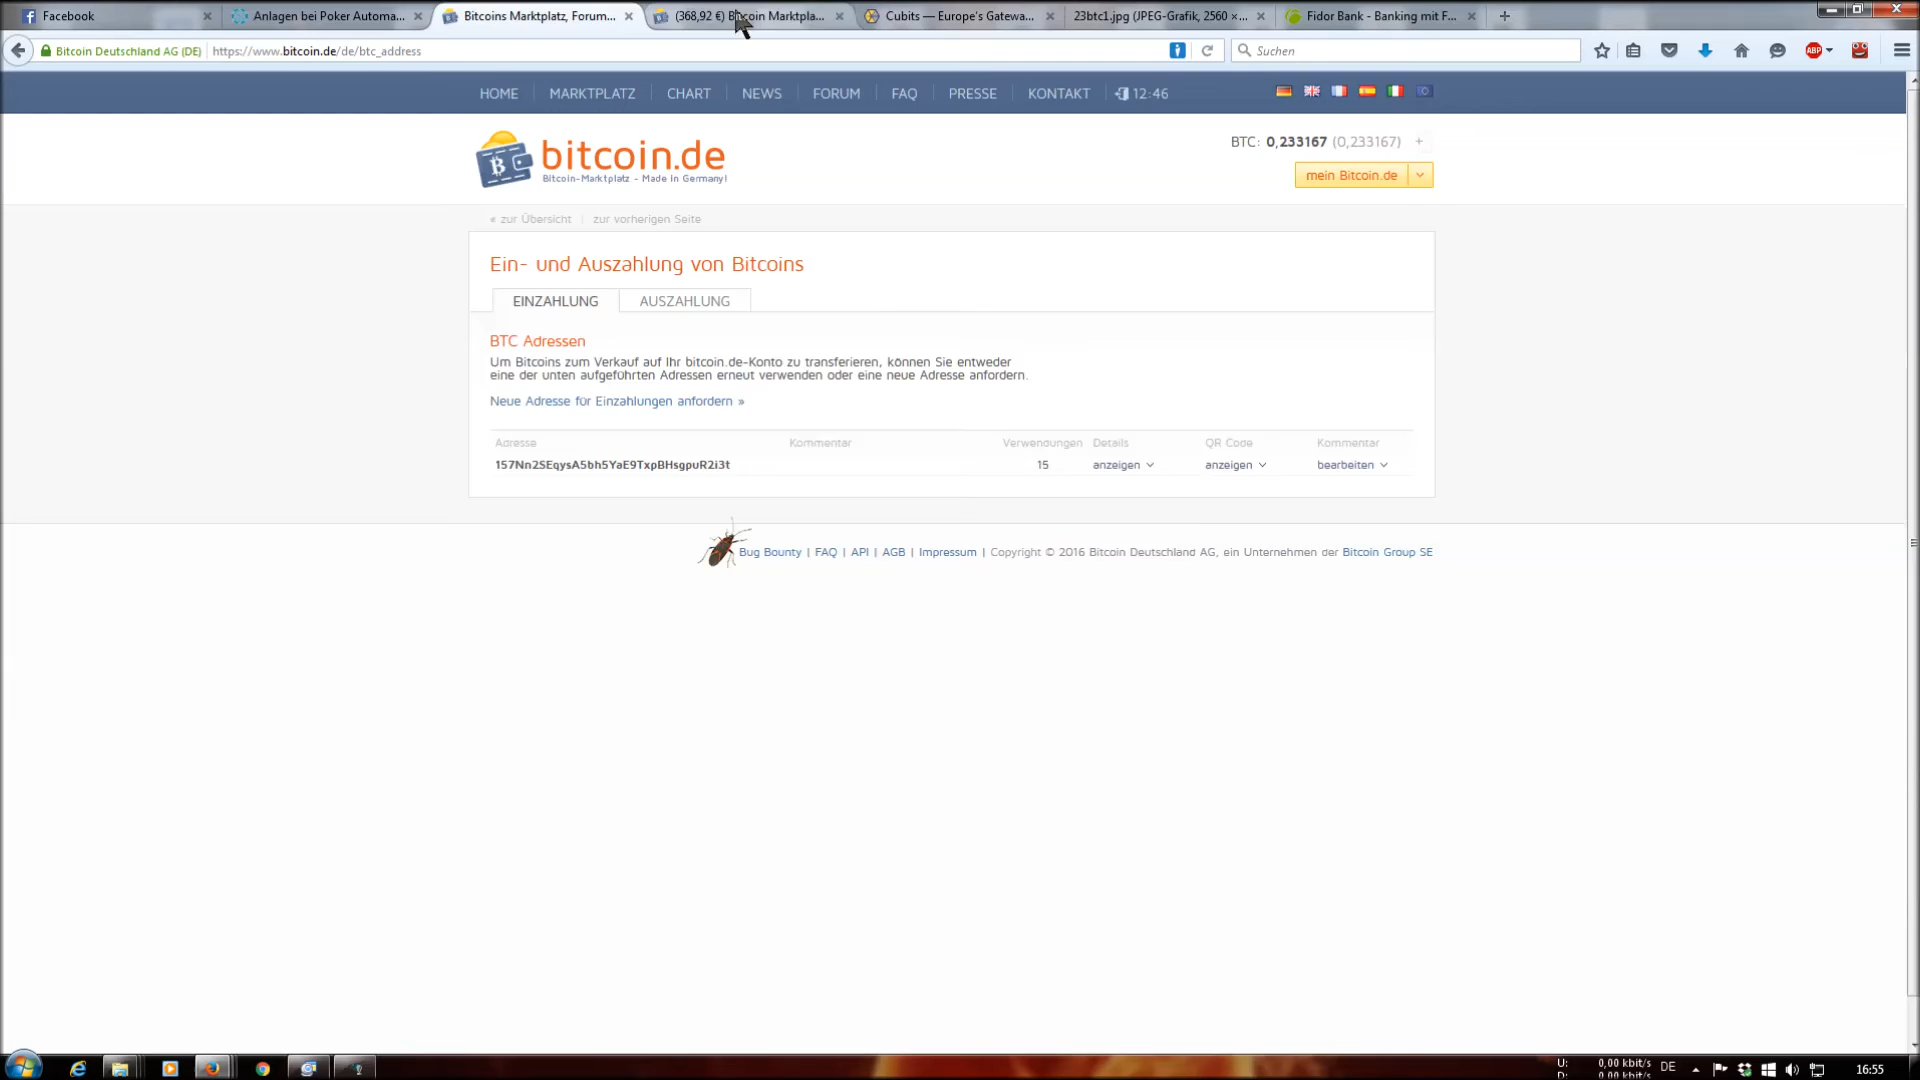 Facebook
Anlagen bei Poker Automa...
Bitcoins Marktplatz, Forum...
(368,92 €) Bitcoin Marktpla...
Cubits — Europe's Gatewa...
23btc1.jpg (JPEG-Grafik, 2560 ×...
Fidor Bank - Banking mit F...
Bitcoin Deutschland AG (DE)
https://www.bitcoin.de/de/btc_address
Suchen
ABP
HOME
MARKTPLATZ
CHART
NEWS
FORUM
FAQ
PRESSE
KONTAKT
12:46
bitcoin.de
Bitcoin-Marktplatz - Made in Germany!
BTC: 0,233167 (0,233167) +
mein Bitcoin.de
« zur Übersicht | zur vorherigen Seite
Ein- und Auszahlung von Bitcoins
EINZAHLUNG
AUSZAHLUNG
BTC Adressen
Um Bitcoins zum Verkauf auf Ihr bitcoin.de-Konto zu transferieren, können Sie entweder
eine der unten aufgeführten Adressen erneut verwenden oder eine neue Adresse anfordern.
Neue Adresse für Einzahlungen anfordern »
Adresse Kommentar Verwendungen Details QR Code Kommentar
157Nn2SEqysA5bh5YaE9TxpBHsgpuR2i3t 15 anzeigen anzeigen bearbeiten
Bug Bounty | FAQ | API | AGB | Impressum | Copyright © 2016 Bitcoin Deutschland AG, ein Unternehmen der Bitcoin Group SE
U: 0,00 kbit/s
D: 0,00 kbit/s
DE
16:55